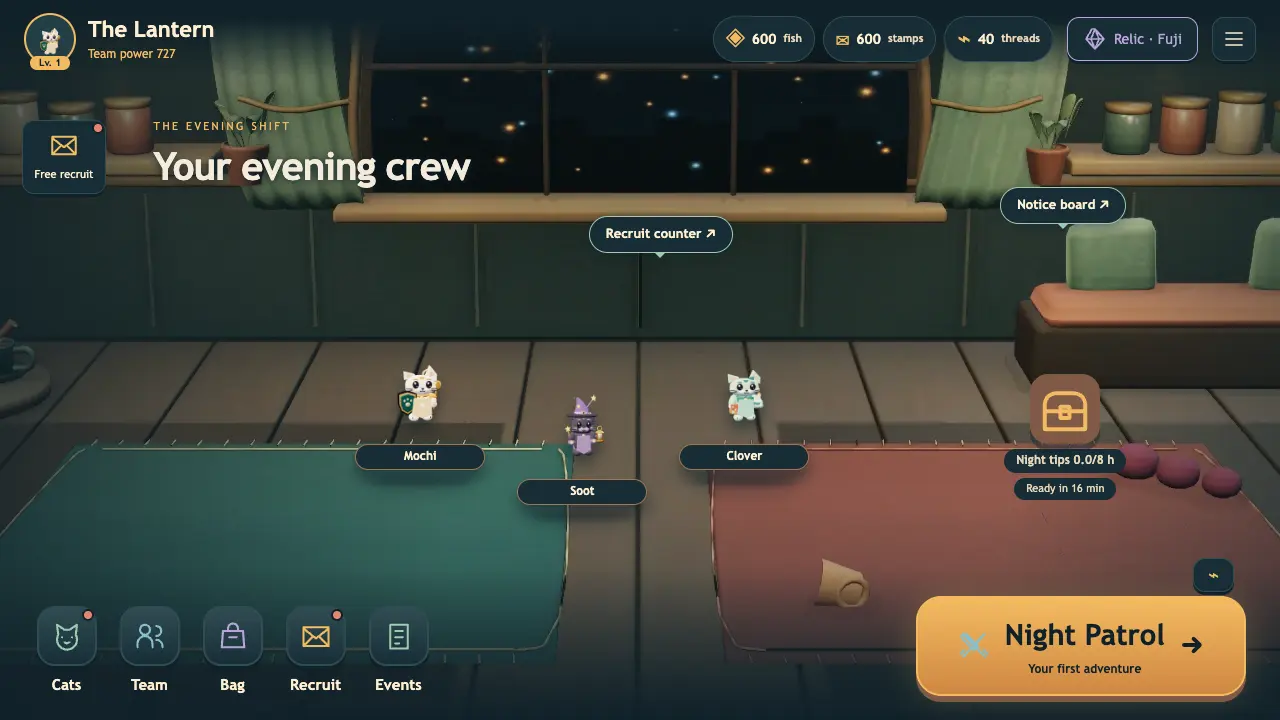 The Lantern
Team power 727
Lv. 1
600 fish
600 stamps
40 threads
Relic · Fuji
Free recruit
THE EVENING SHIFT
Your evening crew
Notice board ↗
Recruit counter ↗
Mochi
Soot
Clover
Night tips 0.0/8 h
Ready in 16 min
Night Patrol →
Your first adventure
Cats
Team
Bag
Recruit
Events